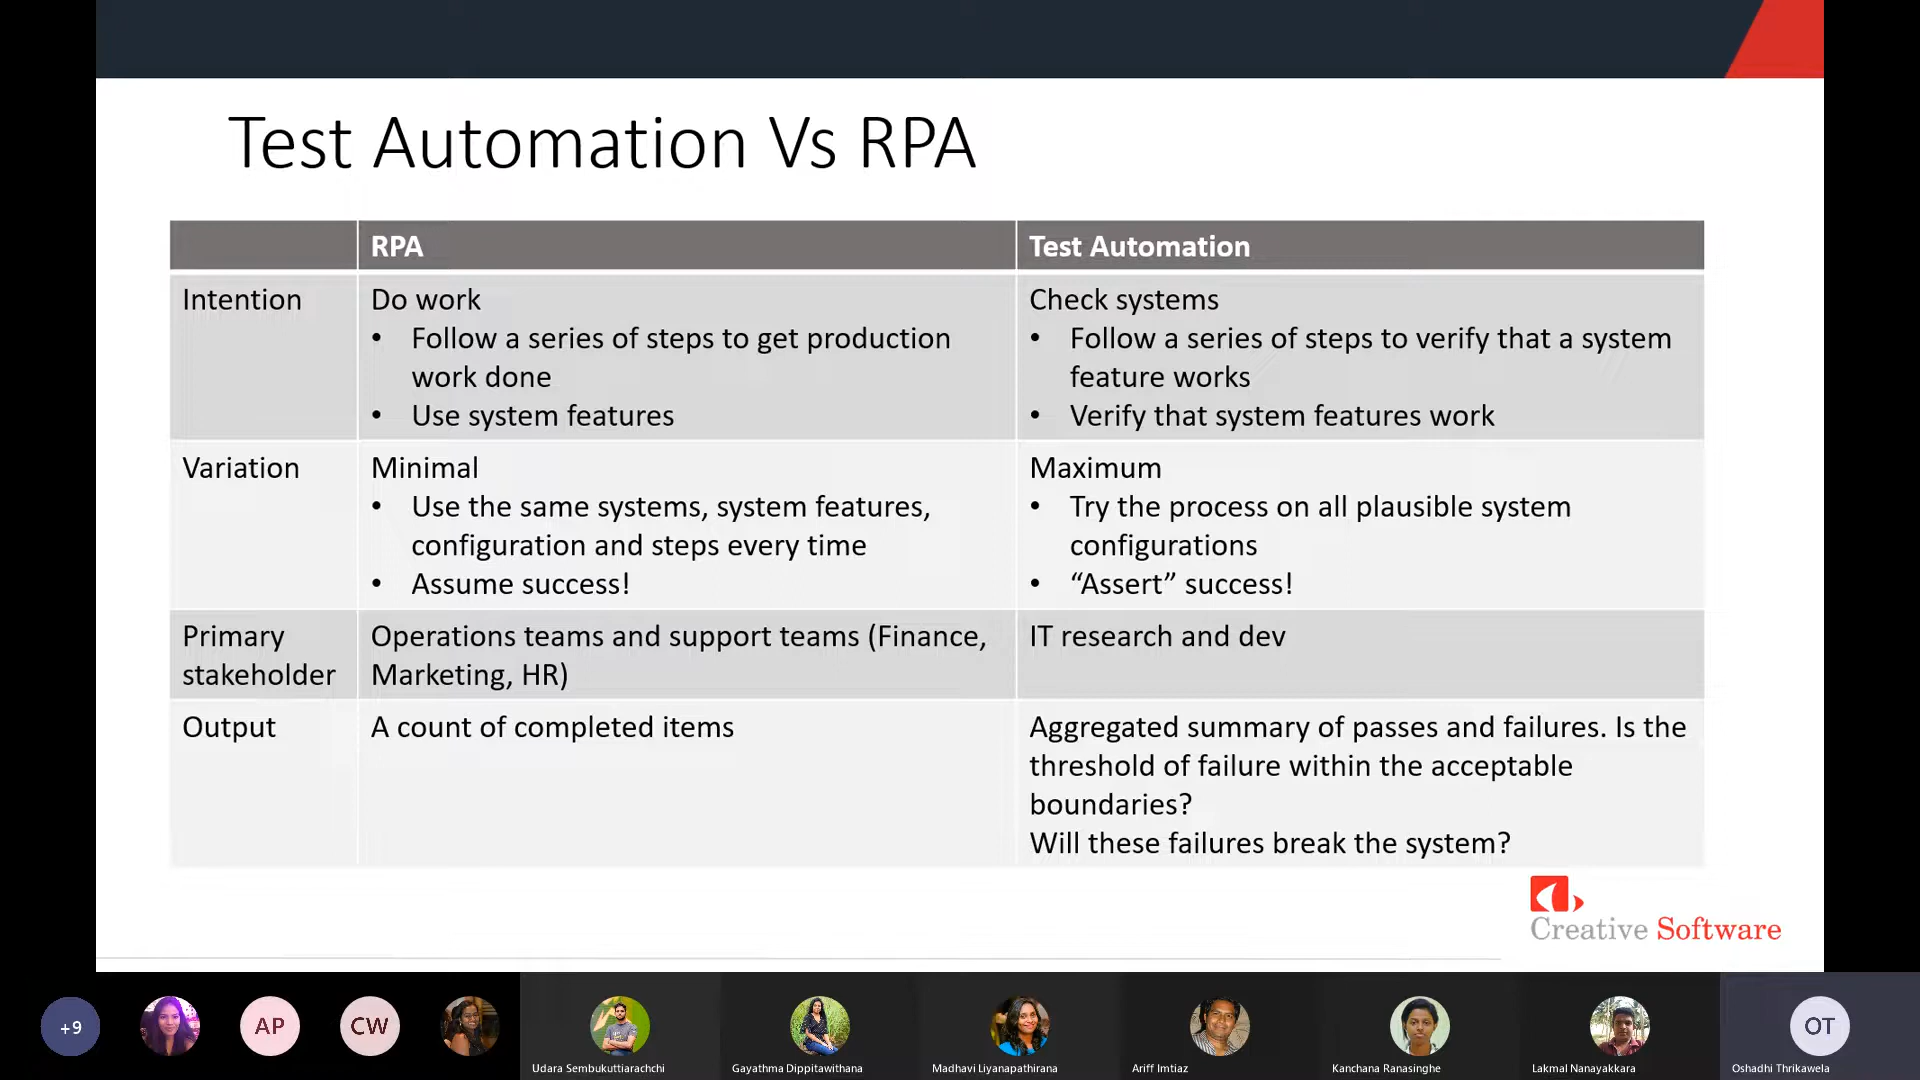 Test Automation Vs RPA
RPA
Test Automation
Intention
Do work
• Follow a series of steps to get production
work done
• Use system features
Check systems
• Follow a series of steps to verify that a system
feature works
• Verify that system features work
Variation
Minimal
• Use the same systems, system features,
configuration and steps every time
• Assume success!
Maximum
• Try the process on all plausible system
configurations
• “Assert” success!
Primary
stakeholder
Operations teams and support teams (Finance,
Marketing, HR)
IT research and dev
Output
A count of completed items
Aggregated summary of passes and failures. Is the
threshold of failure within the acceptable
boundaries?
Will these failures break the system?
Creative Software
+9
AP
CW
OT
Udara Sembukuttiarachchi
Gayathma Dippitawithana
Madhavi Liyanapathirana
Ariff Imtiaz
Kanchana Ranasinghe
Lakmal Nanayakkara
Oshadhi Thrikawela